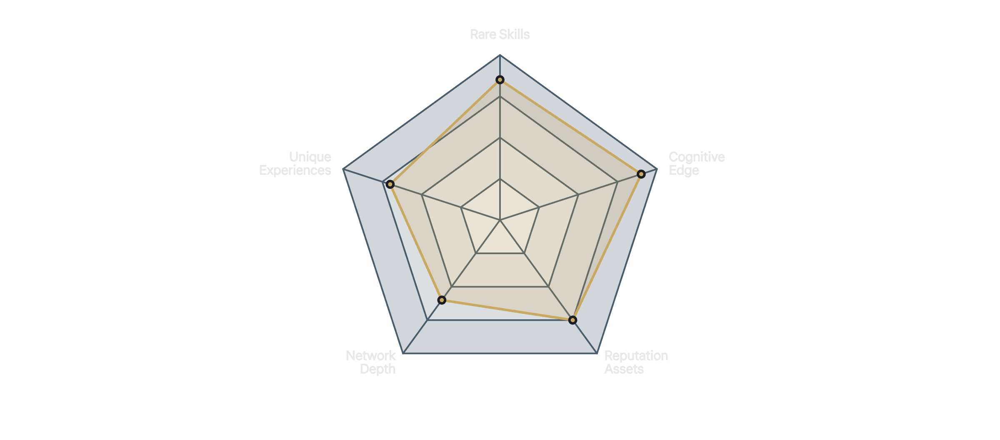 Rare Skills
Unique
Experiences
Cognitive
Edge
Network
Depth
Reputation
Assets